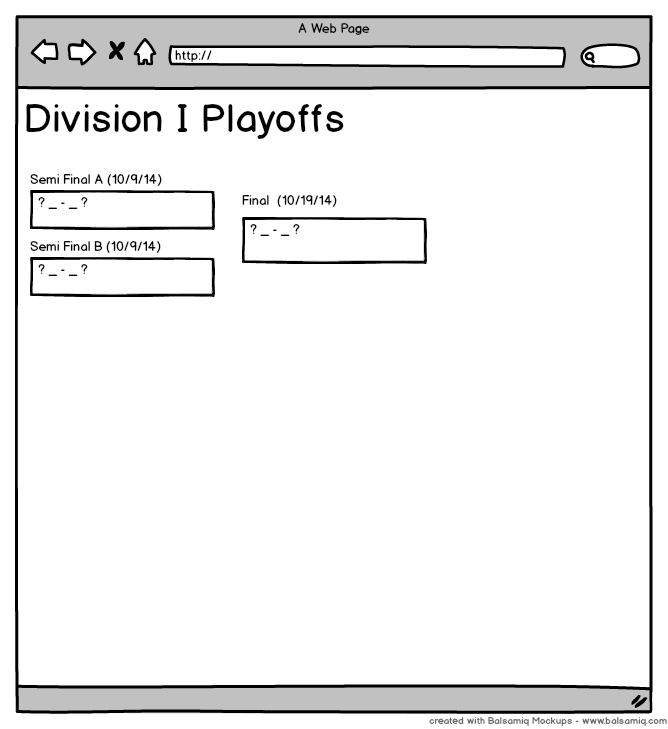 A Web Page
http://
Division I Playoffs
Semi Final A (10/9/14)
? _ - _ ?
Final (10/19/14)
? _ - _ ?
Semi Final B (10/9/14)
? _ - _ ?
created with Balsamiq Mockups - www.balsamiq.com